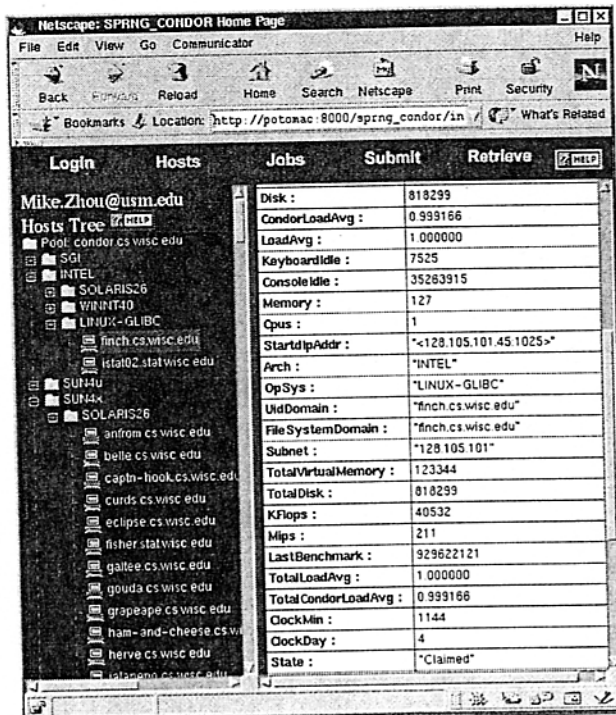 Netscape: SPRNG_CONDOR Home Page
File Edit View Go Communicator Help
Back Forward Reload Home Search Netscape Print Security N
Bookmarks Location: http://potomac:8000/sprng_condor/in What's Related
Login Hosts Jobs Submit Retrieve ? HELP
Mike.Zhou@usm.edu
Hosts Tree ? HELP
Pool: condor.cs.wisc.edu
SGI
INTEL
SOLARIS26
WINNT40
LINUX-GLIBC
finch.cs.wisc.edu
istat02.stat.wisc.edu
SUN4u
SUN4x
SOLARIS26
anfrom.cs.wisc.edu
belle.cs.wisc.edu
captn-hook.cs.wisc.edu
curds.cs.wisc.edu
eclipse.cs.wisc.edu
fisher.stat.wisc.edu
galtee.cs.wisc.edu
gouda.cs.wisc.edu
grapeape.cs.wisc.edu
ham-and-cheese.cs.wi
herve.cs.wisc.edu
jalapeno.cs.wisc.edu
Disk : 818299
CondorLoadAvg : 0.999166
LoadAvg : 1.000000
KeyboardIdle : 7525
ConsoleIdle : 35263915
Memory : 127
Cpus : 1
StartdIpAddr : "<128.105.101.45:1025>"
Arch : "INTEL"
OpSys : "LINUX-GLIBC"
UidDomain : "finch.cs.wisc.edu"
FileSystemDomain : "finch.cs.wisc.edu"
Subnet : "128.105.101"
TotalVirtualMemory : 123344
TotalDisk : 818299
KFlops : 40532
Mips : 211
LastBenchmark : 929622121
TotalLoadAvg : 1.000000
TotalCondorLoadAvg : 0.999166
ClockMin : 1144
ClockDay : 4
State : "Claimed"